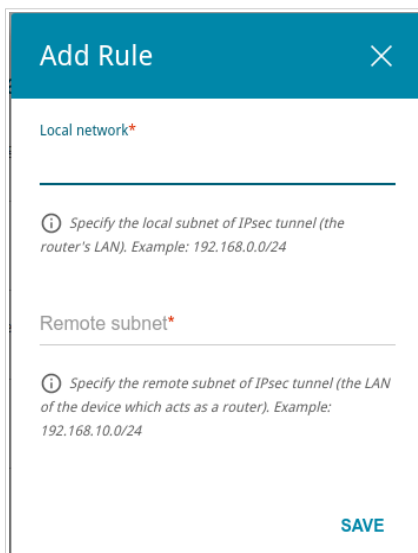 Add Rule
Local network*
Specify the local subnet of IPsec tunnel (the
router's LAN). Example: 192.168.0.0/24
Remote subnet*
Specify the remote subnet of IPsec tunnel (the LAN
of the device which acts as a router). Example:
192.168.10.0/24
SAVE